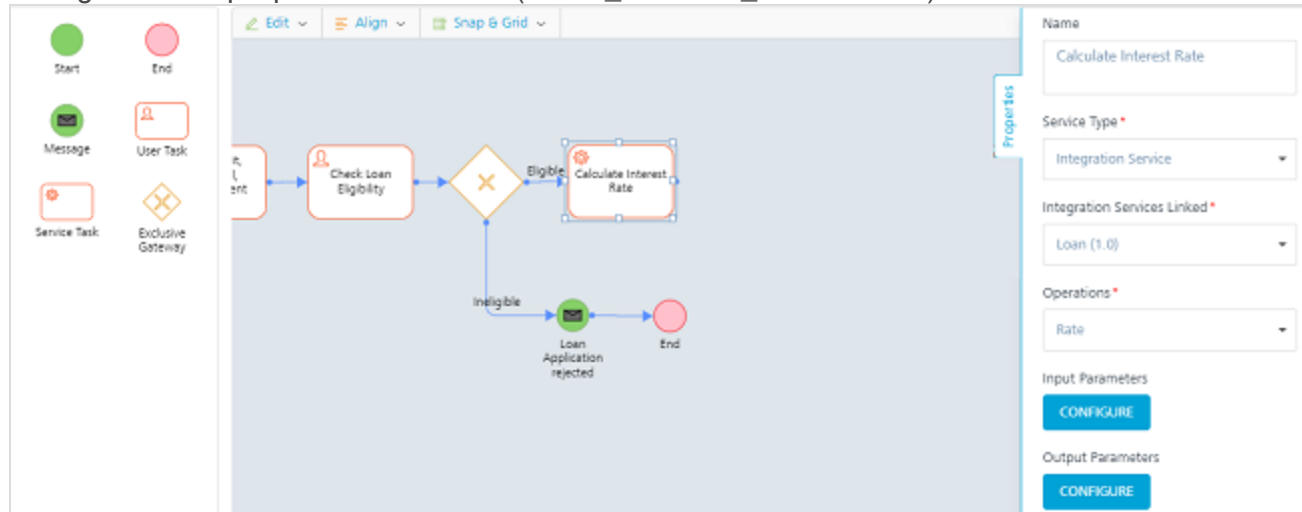 Edit
Align
Snap & Grid
Start
End
Message
User Task
Service Task
Exclusive
Gateway
Check Loan
Eligibility
Eligible
Calculate Interest
Rate
Ineligible
Loan
Application
rejected
End
Properties
Name
Calculate Interest Rate
Service Type*
Integration Service
Integration Services Linked*
Loan (1.0)
Operations*
Rate
Input Parameters
CONFIGURE
Output Parameters
CONFIGURE